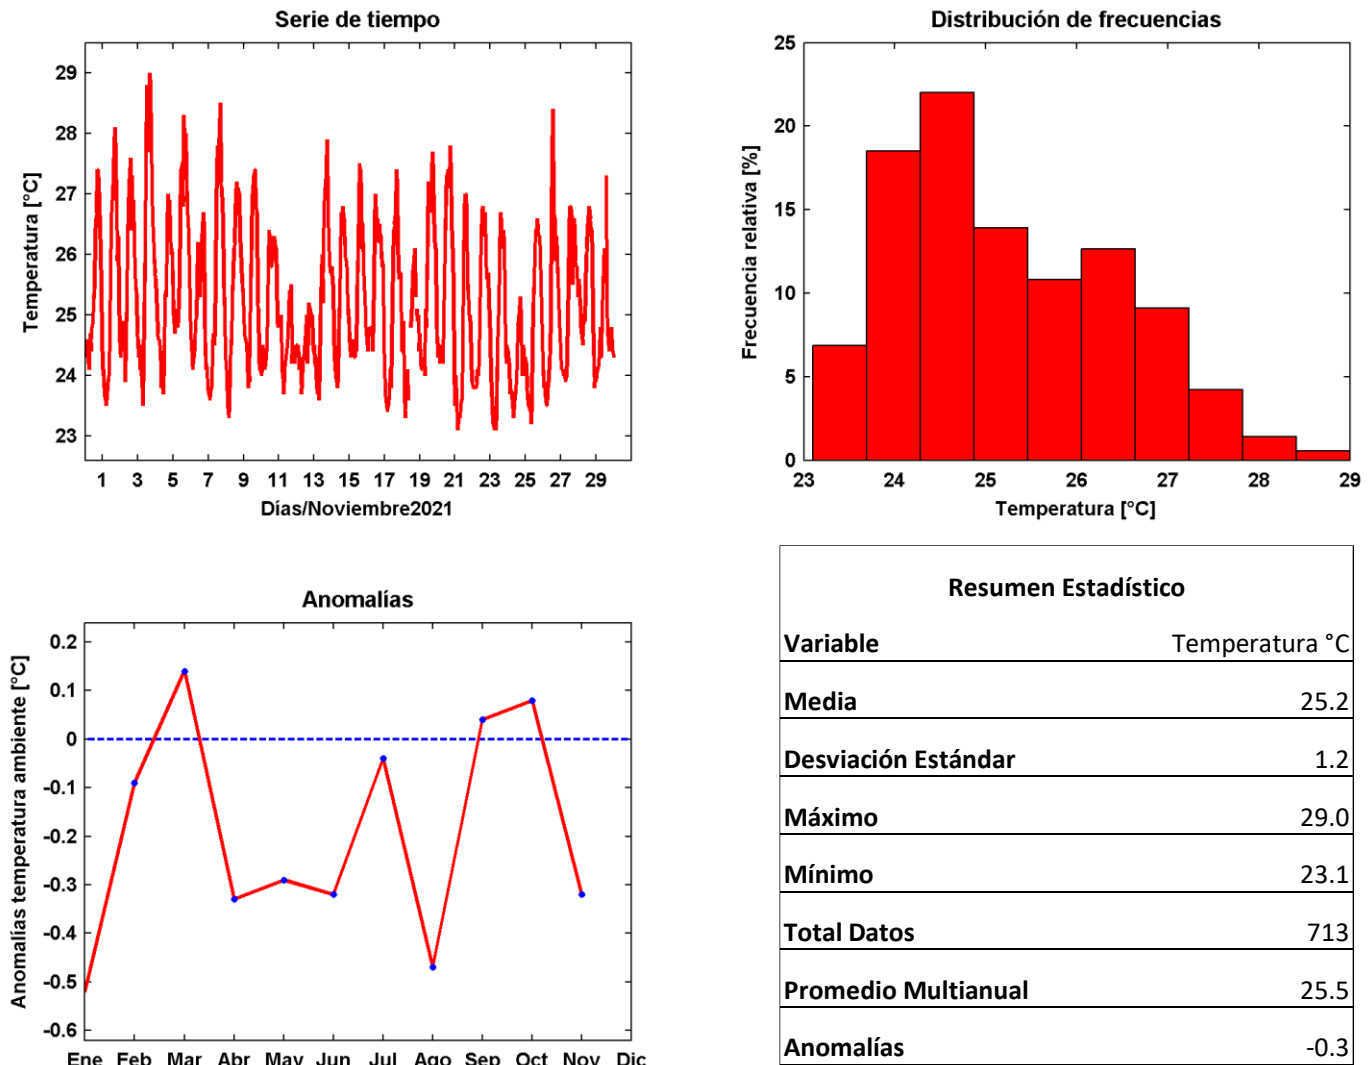 Serie de tiempo
29
28
27
26
25
24
23
Temperatura [°C]
1 3 5 7 9 11 13 15 17 19 21 23 25 27 29
Días/Noviembre2021
Distribución de frecuencias
25
20
15
10
5
0
Frecuencia relativa [%]
23 24 25 26 27 28 29
Temperatura [°C]
Anomalías
0.2
0.1
0
-0.1
-0.2
-0.3
-0.4
-0.5
-0.6
Anomalías temperatura ambiente [°C]
Ene Feb Mar Abr May Jun Jul Ago Sep Oct Nov Dic
Resumen Estadístico
Variable Temperatura °C
Media 25.2
Desviación Estándar 1.2
Máximo 29.0
Mínimo 23.1
Total Datos 713
Promedio Multianual 25.5
Anomalías -0.3